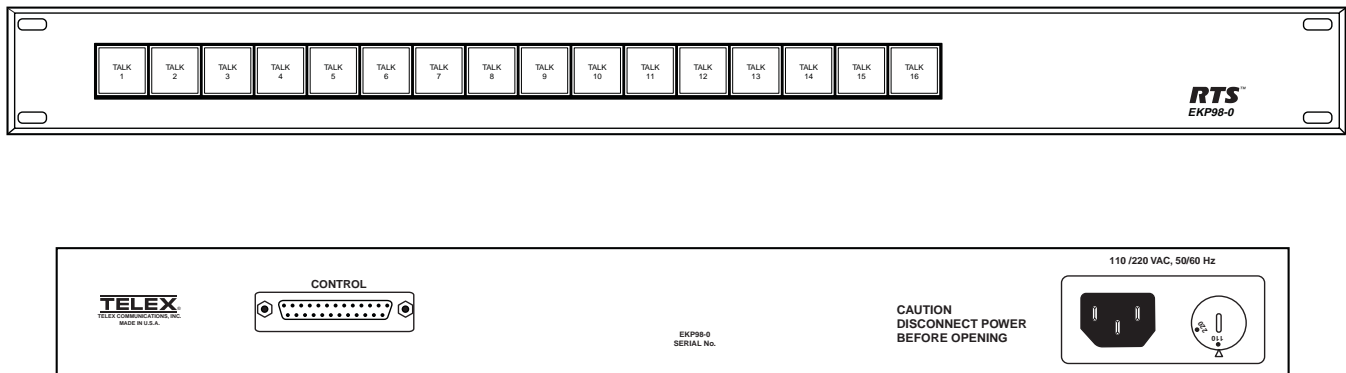 TALK 1
TALK 2
TALK 3
TALK 4
TALK 5
TALK 6
TALK 7
TALK 8
TALK 9
TALK 10
TALK 11
TALK 12
TALK 13
TALK 14
TALK 15
TALK 16
RTS™
EKP98-0
110 /220 VAC, 50/60 Hz
CONTROL
TELEX®
TELEX COMMUNICATIONS, INC.
MADE IN U.S.A.
EKP98-0
SERIAL No.
CAUTION
DISCONNECT POWER
BEFORE OPENING
220
110